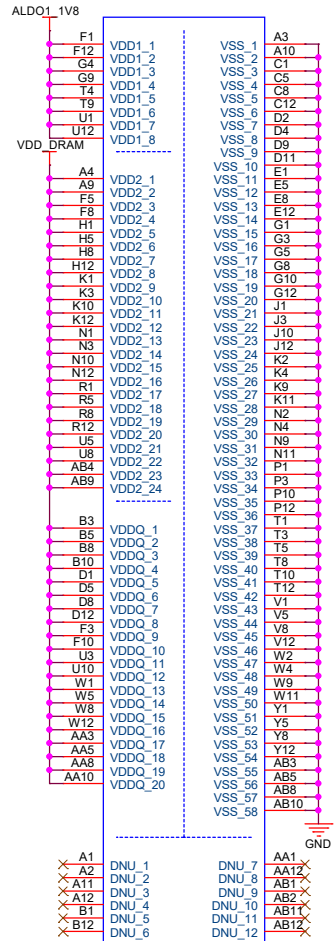 ALDO1_1V8
F1 VDD1_1
F12 VDD1_2
G4 VDD1_3
G9 VDD1_4
T4 VDD1_5
T9 VDD1_6
U1 VDD1_7
U12 VDD1_8
VDD_DRAM
A4 VDD2_1
A9 VDD2_2
F5 VDD2_3
F8 VDD2_4
H1 VDD2_5
H5 VDD2_6
H8 VDD2_7
H12 VDD2_8
K1 VDD2_9
K3 VDD2_10
K10 VDD2_11
K12 VDD2_12
N1 VDD2_13
N3 VDD2_14
N10 VDD2_15
N12 VDD2_16
R1 VDD2_17
R5 VDD2_18
R8 VDD2_19
R12 VDD2_20
U5 VDD2_21
U8 VDD2_22
AB4 VDD2_23
AB9 VDD2_24
B3 VDDQ_1
B5 VDDQ_2
B8 VDDQ_3
B10 VDDQ_4
D1 VDDQ_5
D5 VDDQ_6
D8 VDDQ_7
D12 VDDQ_8
F3 VDDQ_9
F10 VDDQ_10
U3 VDDQ_11
U10 VDDQ_12
W1 VDDQ_13
W5 VDDQ_14
W8 VDDQ_15
W12 VDDQ_16
AA3 VDDQ_17
AA5 VDDQ_18
AA8 VDDQ_19
AA10 VDDQ_20
A1 DNU_1
A2 DNU_2
A11 DNU_3
A12 DNU_4
B1 DNU_5
B12 DNU_6
VSS_1 A3
VSS_2 A10
VSS_3 C1
VSS_4 C5
VSS_5 C8
VSS_6 C12
VSS_7 D2
VSS_8 D4
VSS_9 D9
VSS_10 D11
VSS_11 E1
VSS_12 E5
VSS_13 E8
VSS_14 E12
VSS_15 G1
VSS_16 G3
VSS_17 G5
VSS_18 G8
VSS_19 G10
VSS_20 G12
VSS_21 J1
VSS_22 J3
VSS_23 J10
VSS_24 J12
VSS_25 K2
VSS_26 K4
VSS_27 K9
VSS_28 K11
VSS_29 N2
VSS_30 N4
VSS_31 N9
VSS_32 N11
VSS_33 P1
VSS_34 P3
VSS_35 P10
VSS_36 P12
VSS_37 T1
VSS_38 T3
VSS_39 T5
VSS_40 T8
VSS_41 T10
VSS_42 T12
VSS_43 V1
VSS_44 V5
VSS_45 V8
VSS_46 V12
VSS_47 W2
VSS_48 W4
VSS_49 W9
VSS_50 W11
VSS_51 Y1
VSS_52 Y5
VSS_53 Y8
VSS_54 Y12
VSS_55 AB3
VSS_56 AB5
VSS_57 AB8
VSS_58 AB10
GND
DNU_7 AA1
DNU_8 AA12
DNU_9 AB1
DNU_10 AB2
DNU_11 AB11
DNU_12 AB12